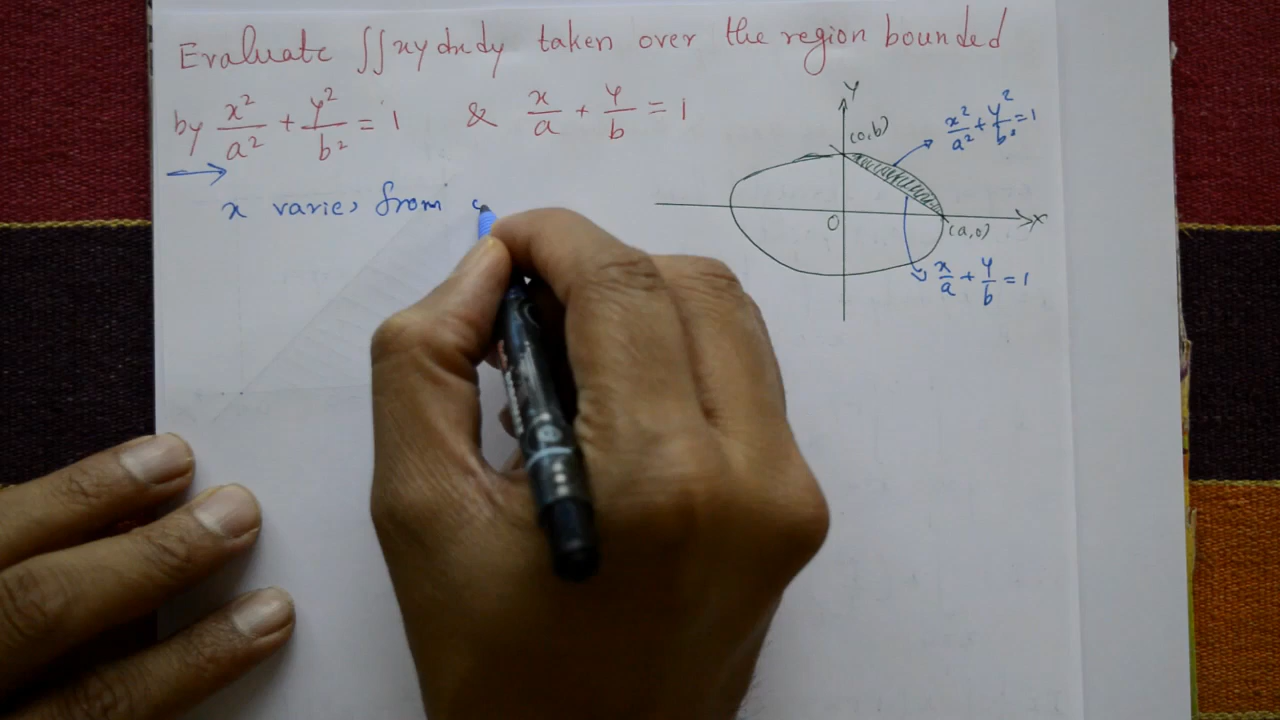 Evaluate ∬xy dx dy taken over the region bounded
by x²/a² + y²/b² = 1 & x/a + y/b = 1
x varies from
Y
(0,b)
x²/a² + y²/b² = 1
O
X
(a,0)
x/a + y/b = 1